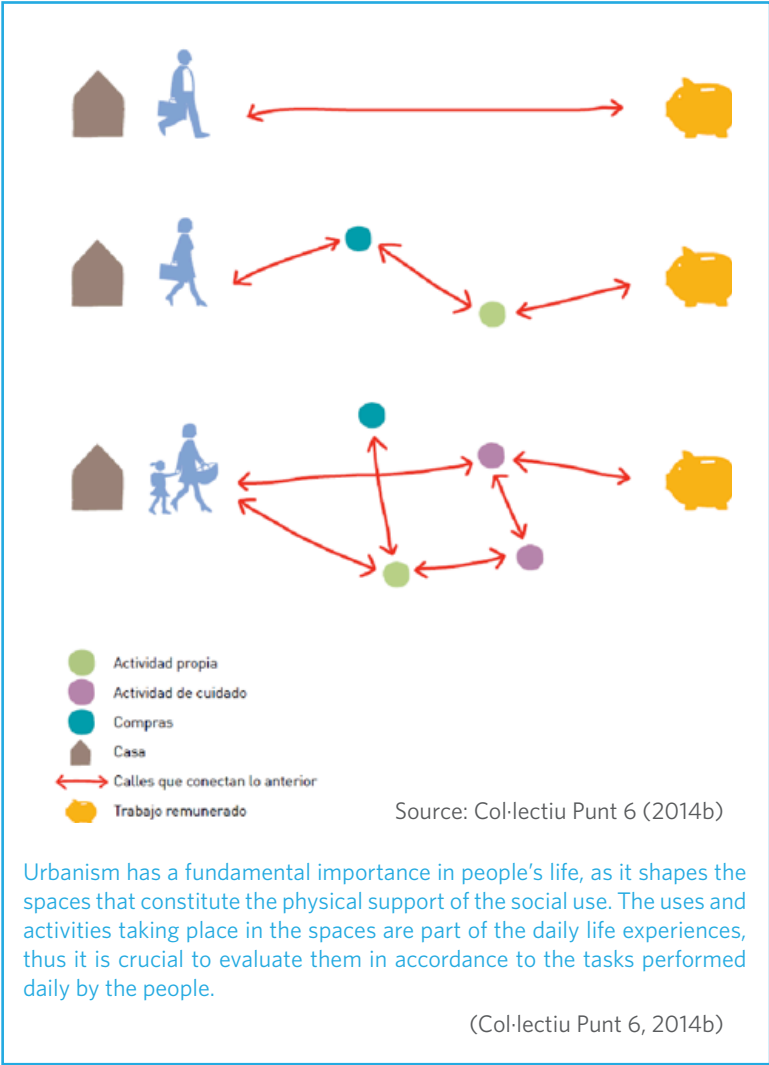 Actividad propia
Actividad de cuidado
Compras
Casa
Calles que conectan lo anterior
Trabajo remunerado
Source: Col·lectiu Punt 6 (2014b)
Urbanism has a fundamental importance in people’s life, as it shapes the
spaces that constitute the physical support of the social use. The uses and
activities taking place in the spaces are part of the daily life experiences,
thus it is crucial to evaluate them in accordance to the tasks performed
daily by the people.
(Col·lectiu Punt 6, 2014b)